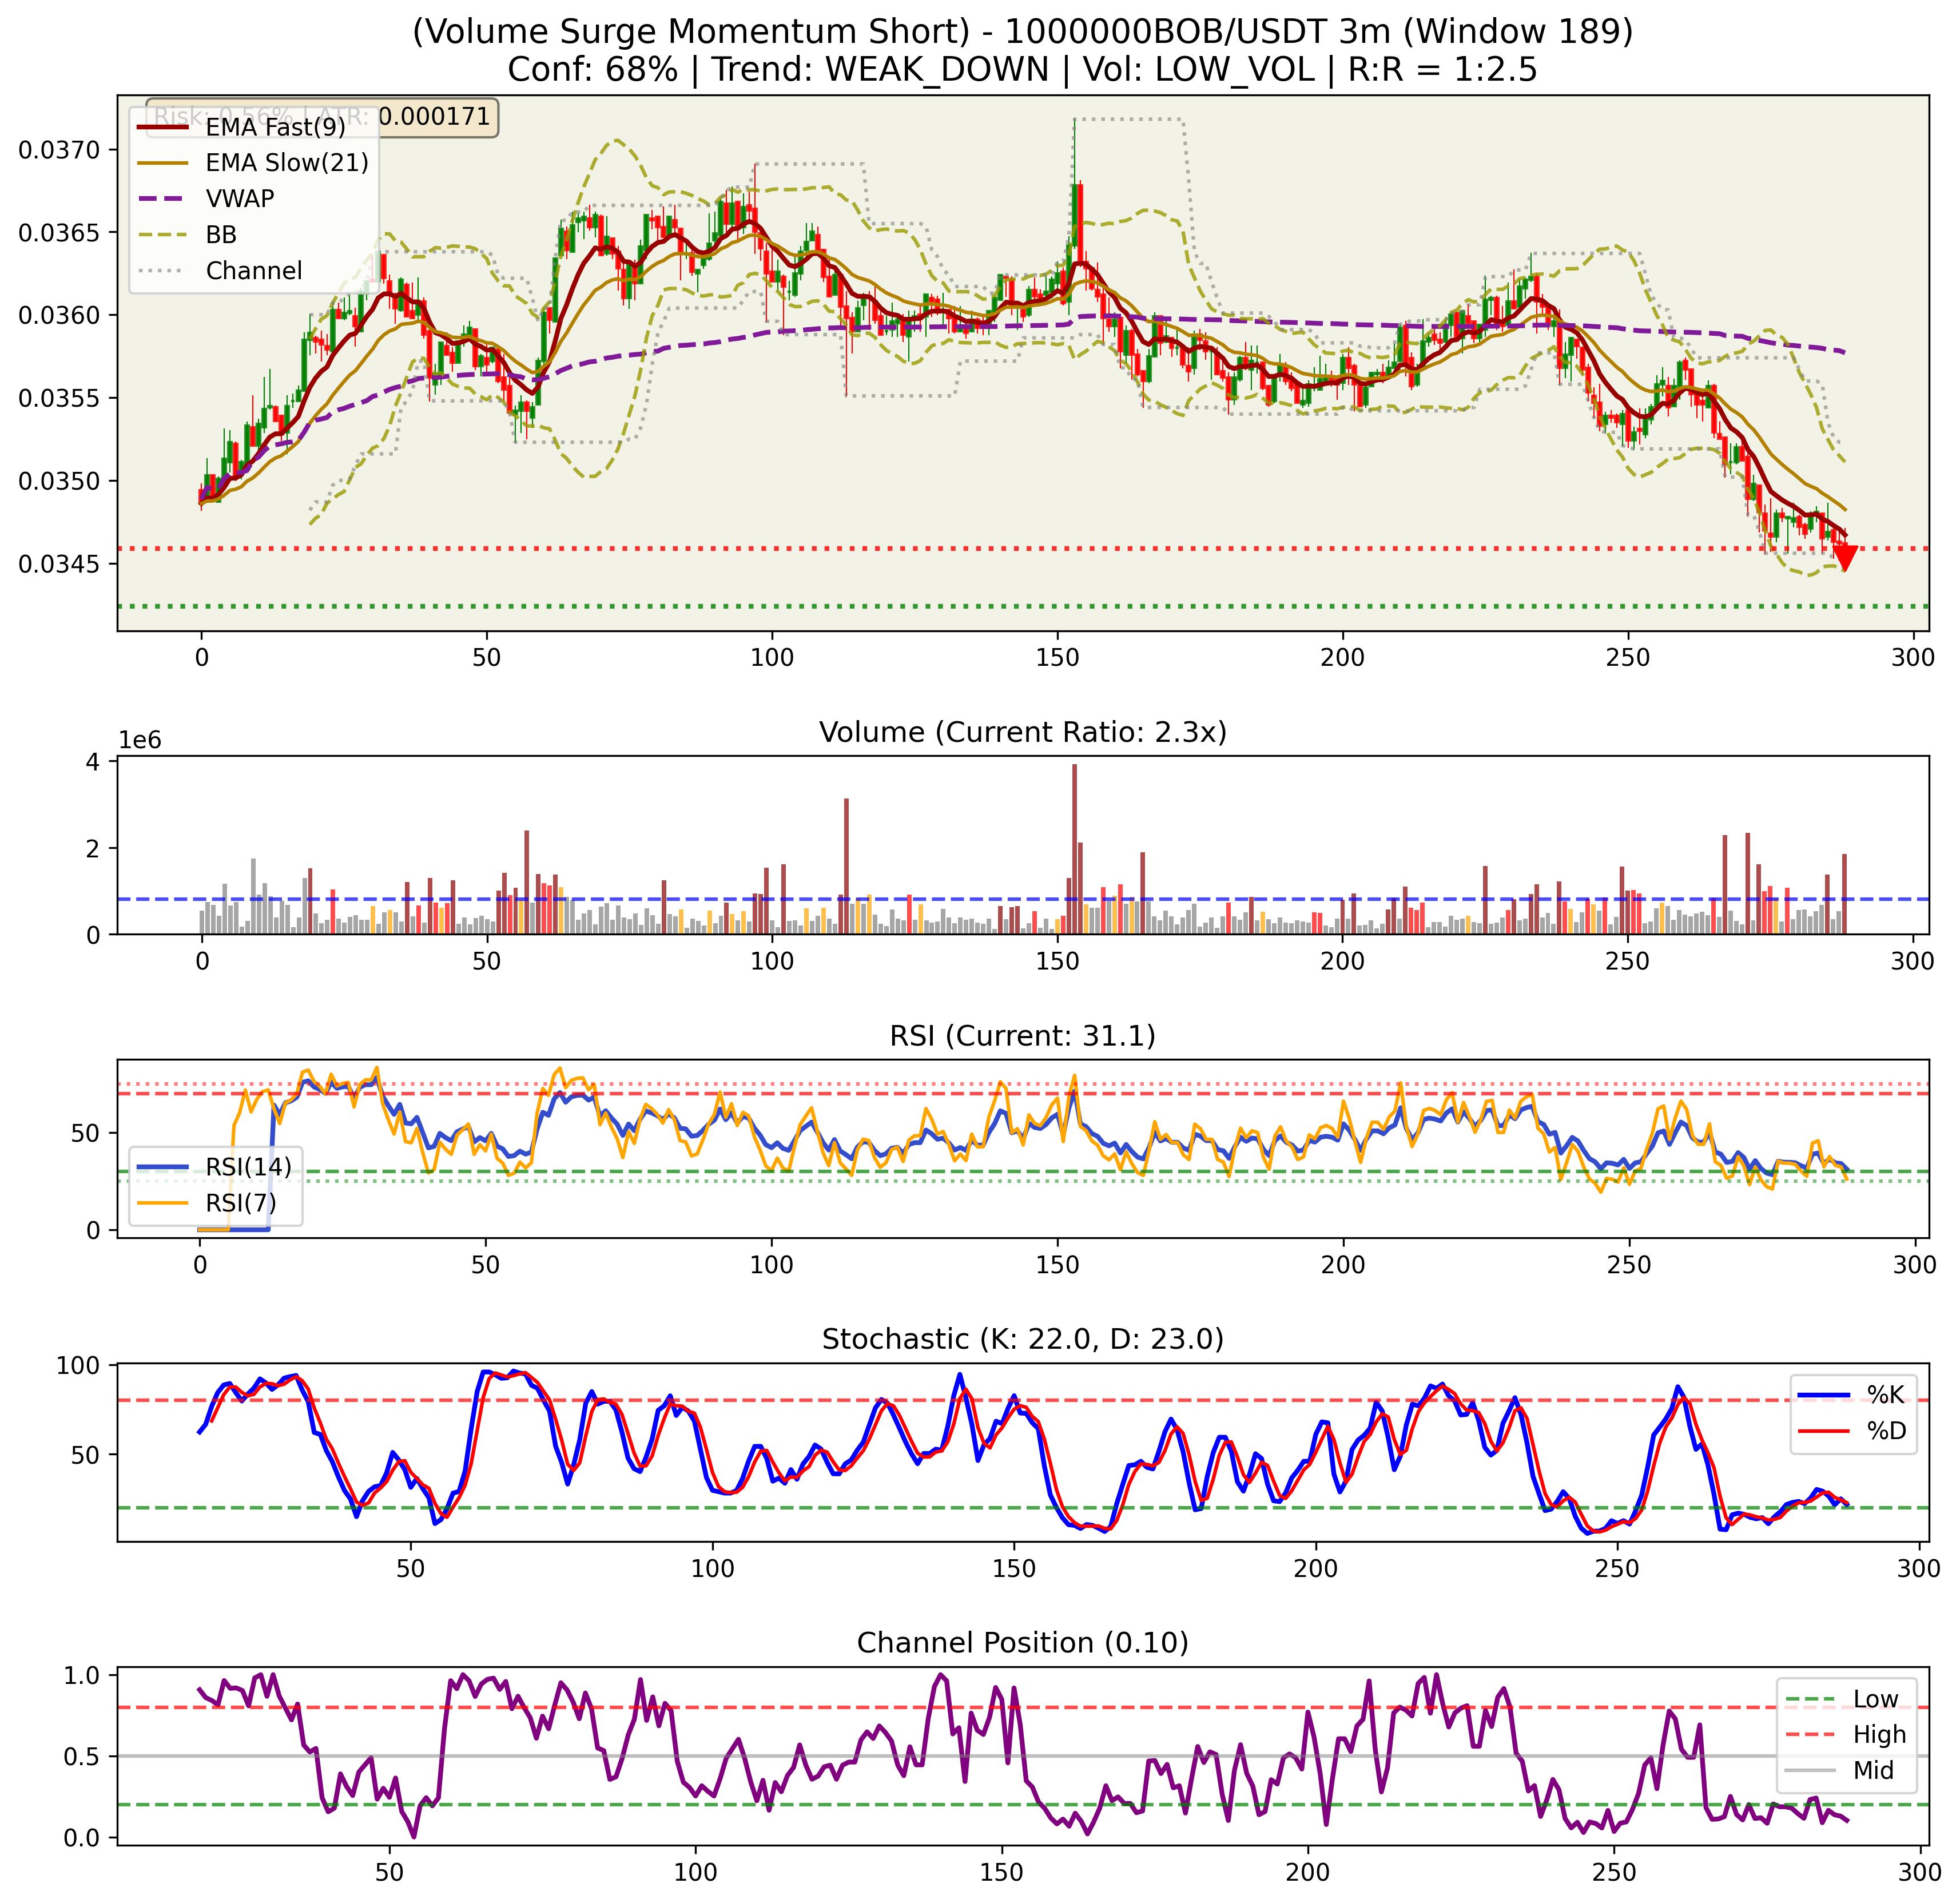 (Volume Surge Momentum Short) - 1000000BOB/USDT 3m (Window 189)
Conf: 68% | Trend: WEAK_DOWN | Vol: LOW_VOL | R:R = 1:2.5
Risk: 0.56% | ATR: 0.000171
EMA Fast(9)
EMA Slow(21)
VWAP
BB
Channel
0.0370
0.0365
0.0360
0.0355
0.0350
0.0345
0 50 100 150 200 250 300
Volume (Current Ratio: 2.3x)
1e6
4
2
0
0 50 100 150 200 250 300
RSI (Current: 31.1)
50
0
RSI(14)
RSI(7)
0 50 100 150 200 250 300
Stochastic (K: 22.0, D: 23.0)
100
50
%K
%D
50 100 150 200 250 300
Channel Position (0.10)
1.0
0.5
0.0
Low
High
Mid
50 100 150 200 250 300